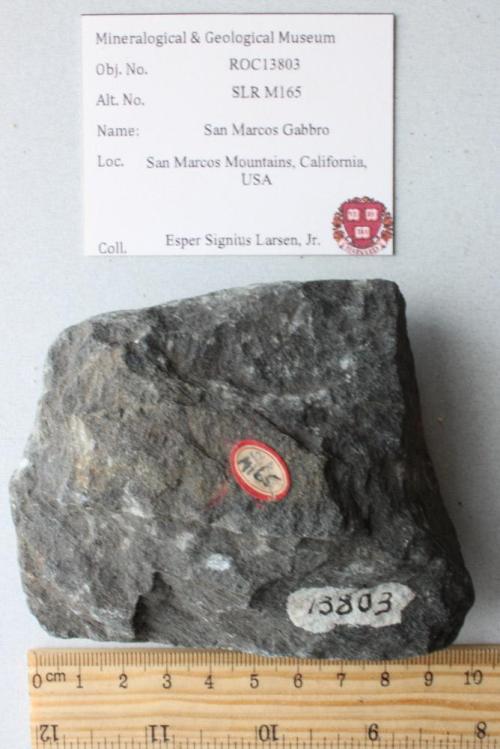 Mineralogical & Geological Museum
Obj. No. ROC13803
Alt. No. SLR M165
Name: San Marcos Gabbro
Loc. San Marcos Mountains, California,
USA
Coll. Esper Signius Larsen, Jr.
HARVARD
M165
13803
0 cm 1 2 3 4 5 6 7 8 9 10
12 11 10 9 8